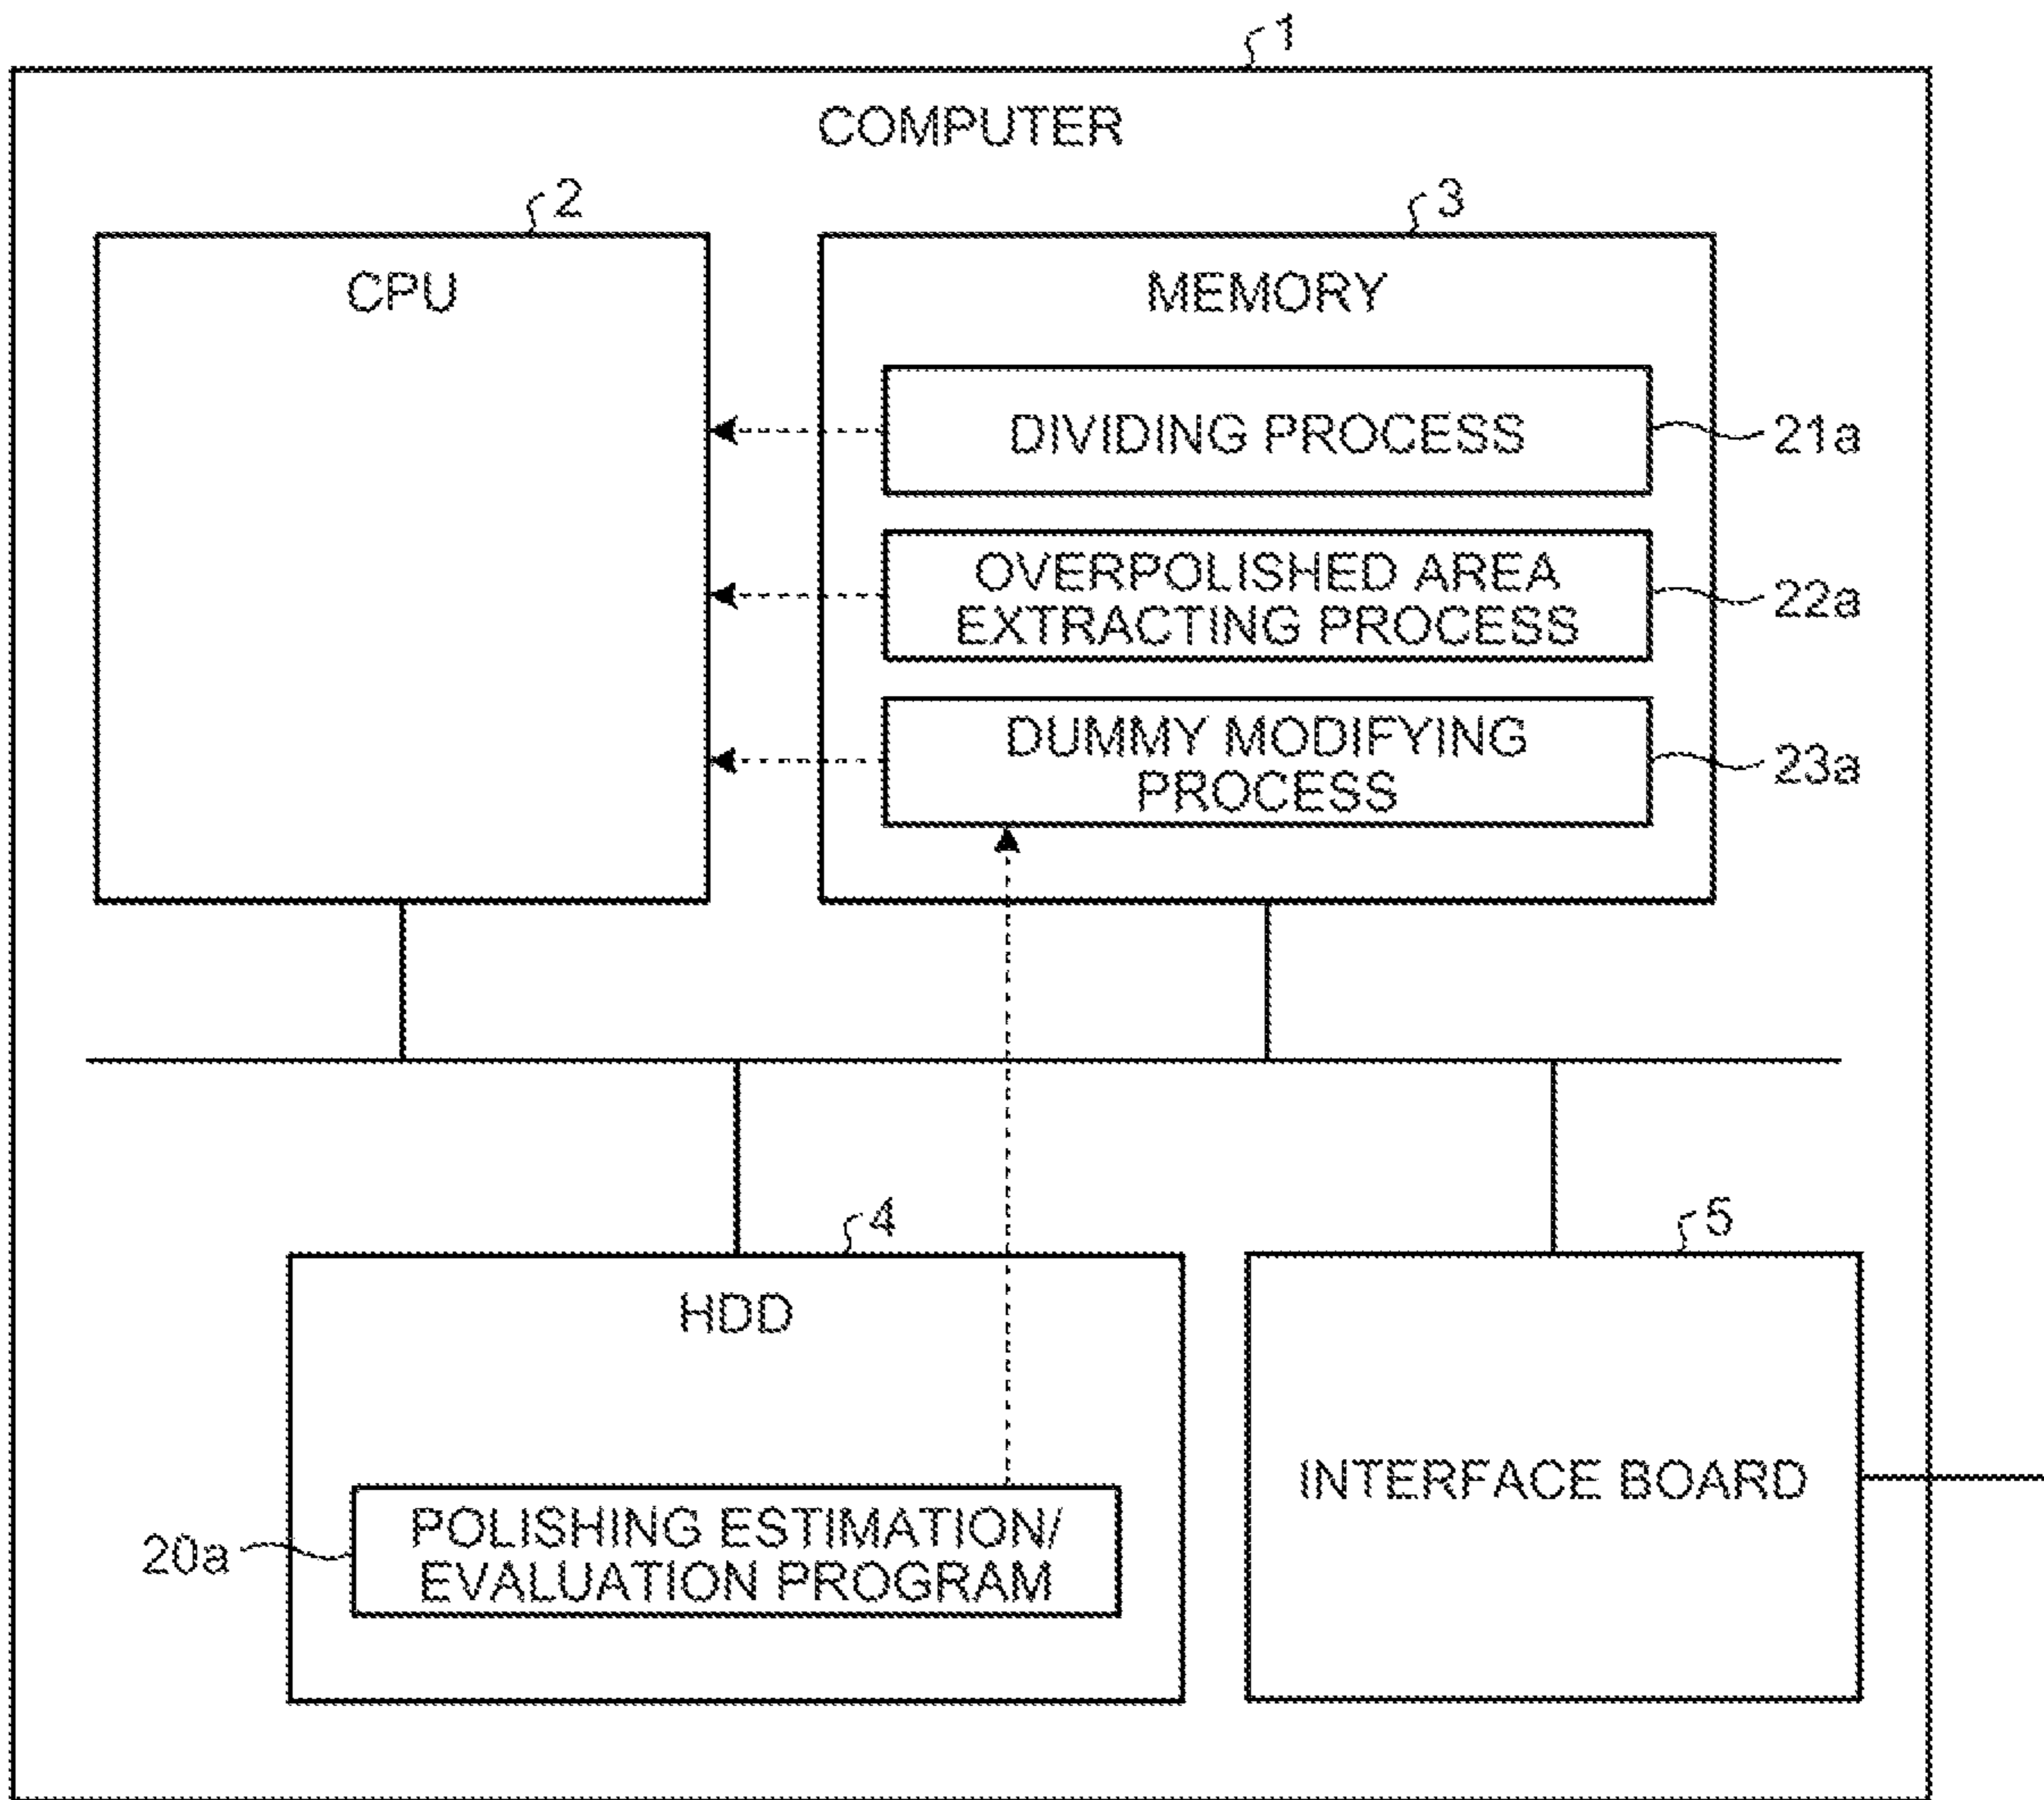 1
COMPUTER
2
3
CPU
MEMORY
DIVIDING PROCESS
21a
OVERPOLISHED AREA
EXTRACTING PROCESS
22a
DUMMY MODIFYING
PROCESS
23a
4
5
HDD
INTERFACE BOARD
POLISHING ESTIMATION/
EVALUATION PROGRAM
20a